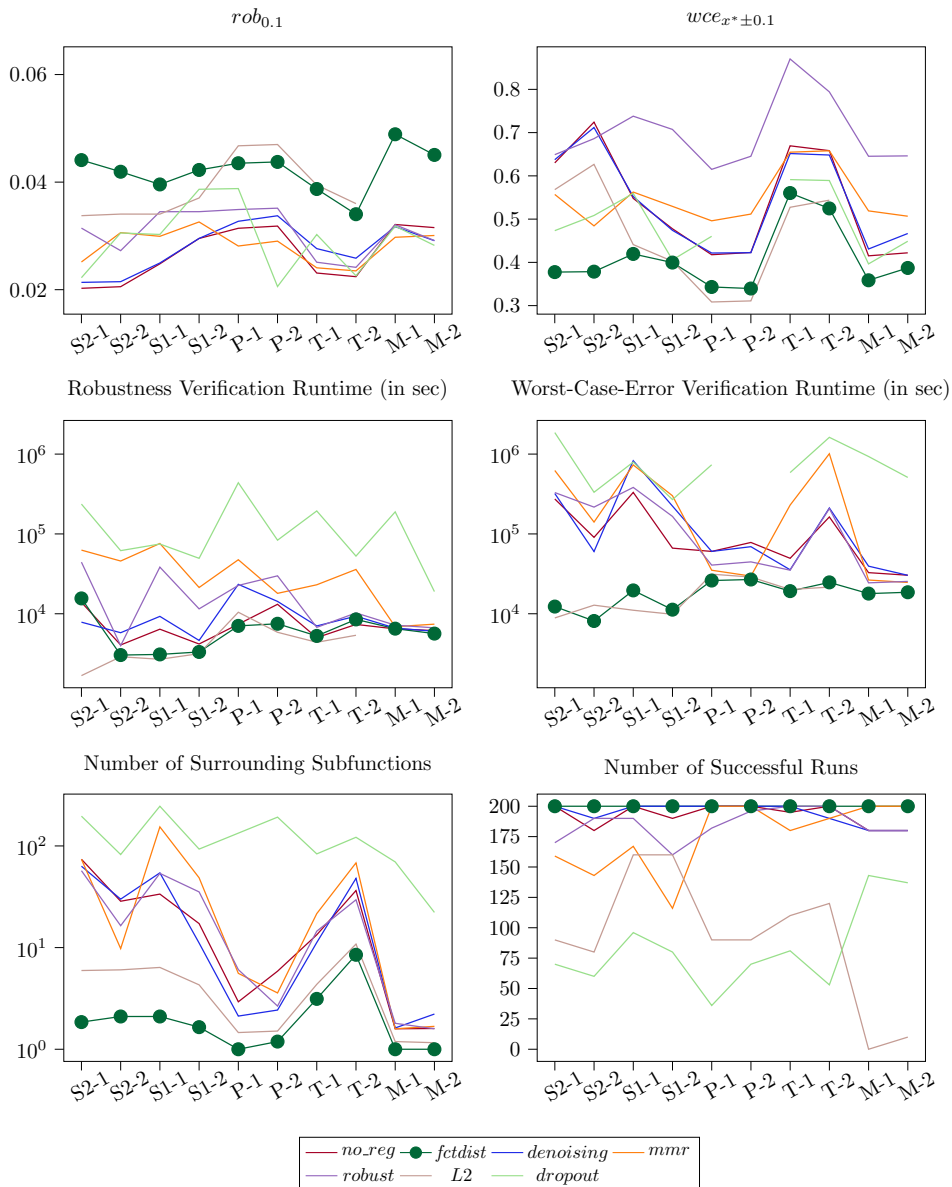 rob0.1
wce x*±0.1
0.06
0.04
0.02
0.8
0.7
0.6
0.5
0.4
0.3
S2-1 S2-2 S1-1 S1-2 P-1 P-2 T-1 T-2 M-1 M-2
S2-1 S2-2 S1-1 S1-2 P-1 P-2 T-1 T-2 M-1 M-2
Robustness Verification Runtime (in sec)
Worst-Case-Error Verification Runtime (in sec)
10^6
10^5
10^4
10^6
10^5
10^4
S2-1 S2-2 S1-1 S1-2 P-1 P-2 T-1 T-2 M-1 M-2
S2-1 S2-2 S1-1 S1-2 P-1 P-2 T-1 T-2 M-1 M-2
Number of Surrounding Subfunctions
Number of Successful Runs
10^2
10^1
10^0
200
175
150
125
100
75
50
25
0
S2-1 S2-2 S1-1 S1-2 P-1 P-2 T-1 T-2 M-1 M-2
S2-1 S2-2 S1-1 S1-2 P-1 P-2 T-1 T-2 M-1 M-2
no_reg fctdist denoising mmr
robust L2 dropout